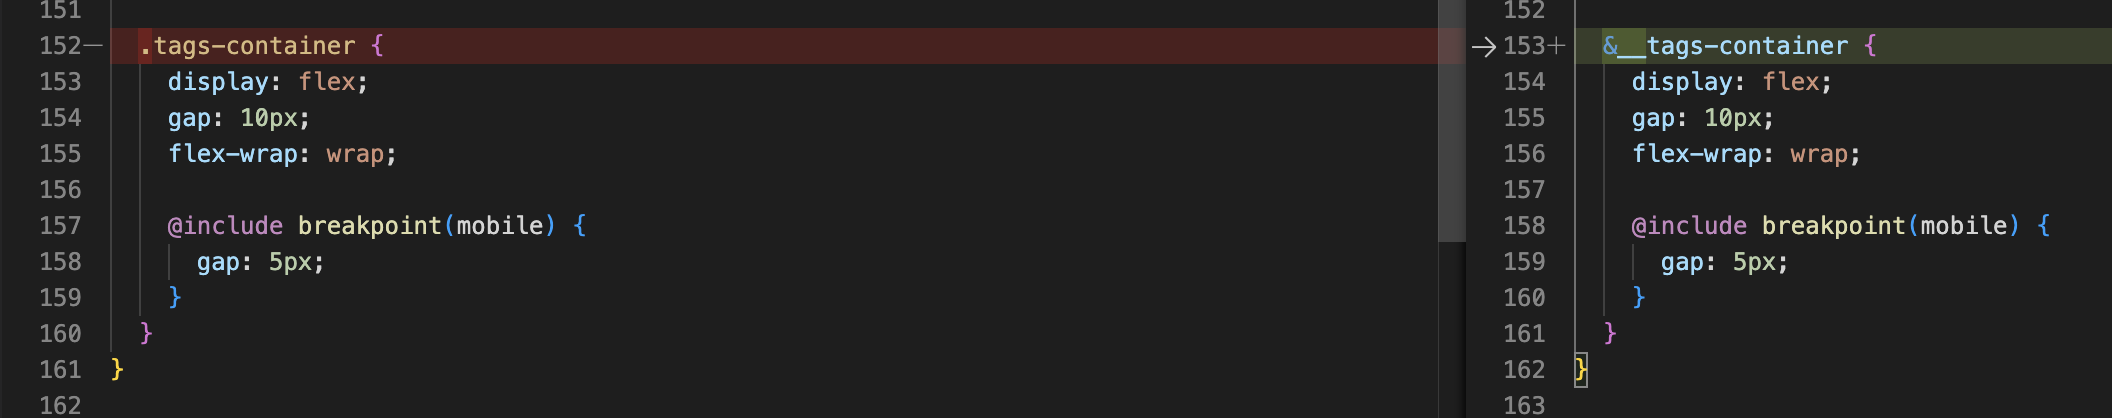 151
152— .tags-container {
153 display: flex;
154 gap: 10px;
155 flex-wrap: wrap;
156
157 @include breakpoint(mobile) {
158 gap: 5px;
159 }
160 }
161 }
162
152
→ 153+ &__tags-container {
154 display: flex;
155 gap: 10px;
156 flex-wrap: wrap;
157
158 @include breakpoint(mobile) {
159 gap: 5px;
160 }
161 }
162 }
163